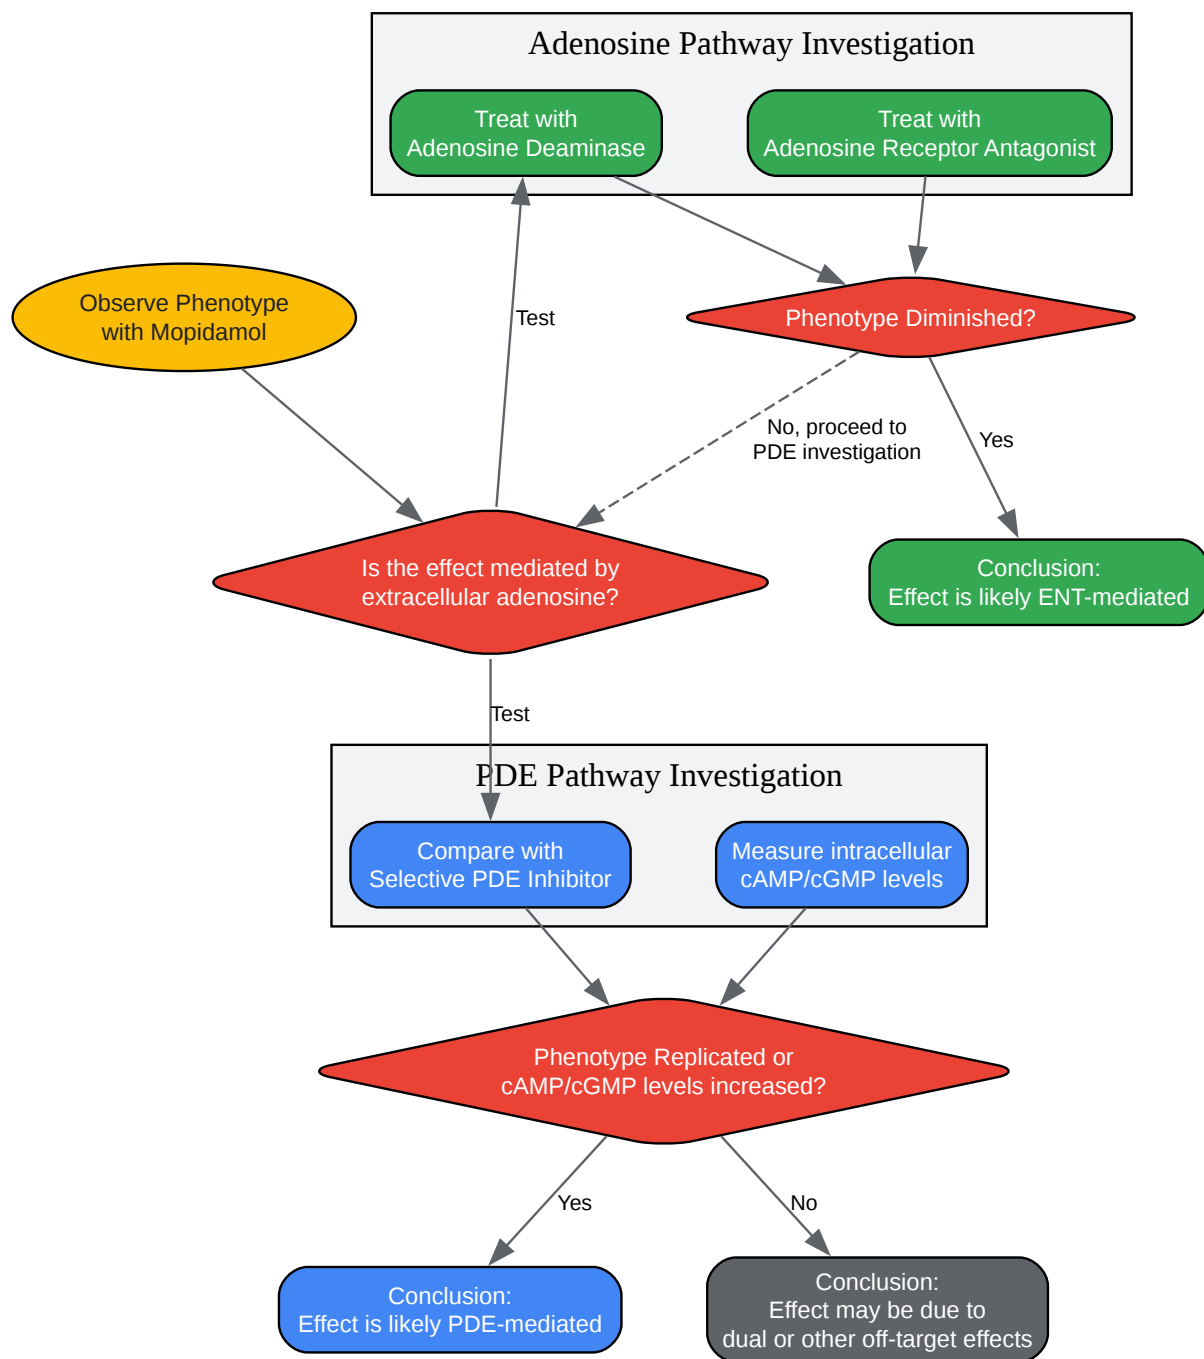 Adenosine Pathway Investigation
Treat with
Adenosine Deaminase
Treat with
Adenosine Receptor Antagonist
Observe Phenotype
with Mopidamol
Test
Phenotype Diminished?
No, proceed to
PDE investigation
Yes
Is the effect mediated by
extracellular adenosine?
Conclusion:
Effect is likely ENT-mediated
Test
PDE Pathway Investigation
Compare with
Selective PDE Inhibitor
Measure intracellular
cAMP/cGMP levels
Phenotype Replicated or
cAMP/cGMP levels increased?
Yes
No
Conclusion:
Effect is likely PDE-mediated
Conclusion:
Effect may be due to
dual or other off-target effects